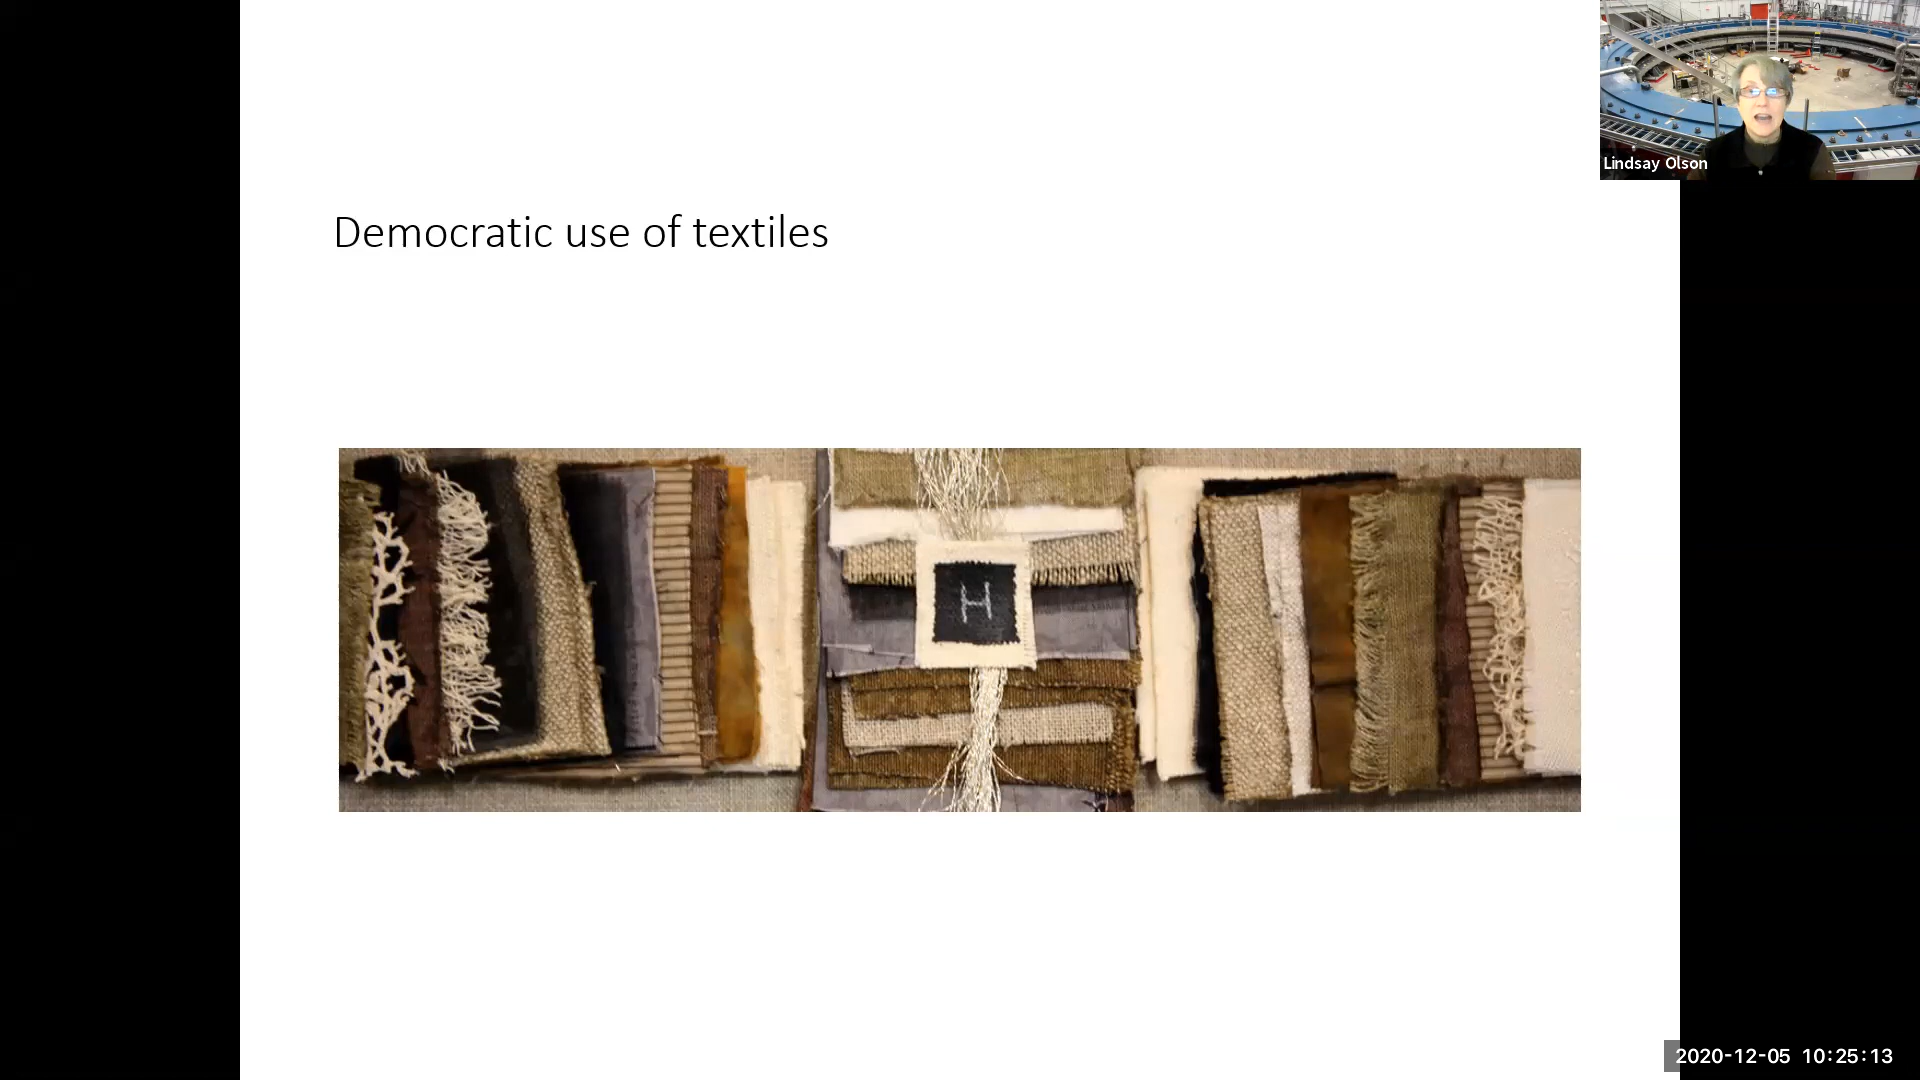 Lindsay Olson
Democratic use of textiles
H
2020-12-05 10:25:13